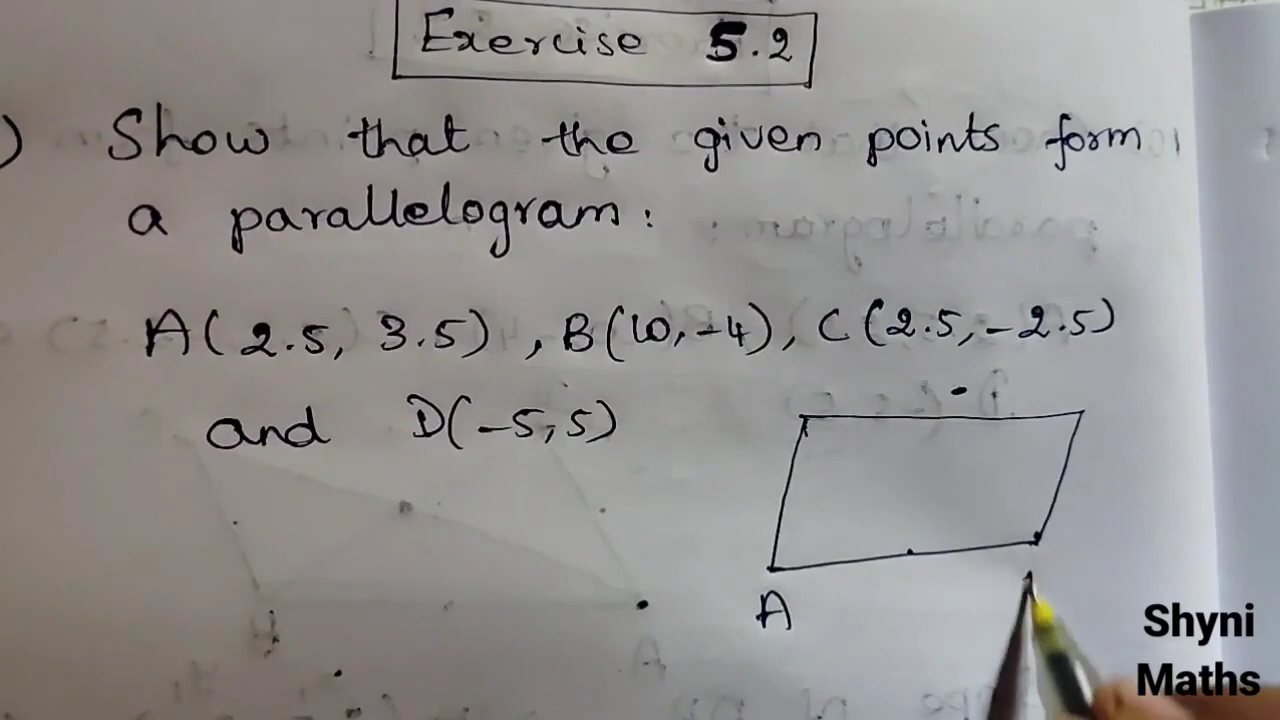 Exercise 5.2
) Show that the given points form
a parallelogram:
A(2.5, 3.5), B(10,-4), C(2.5,-2.5)
and D(-5,5)
A
Shyni
Maths